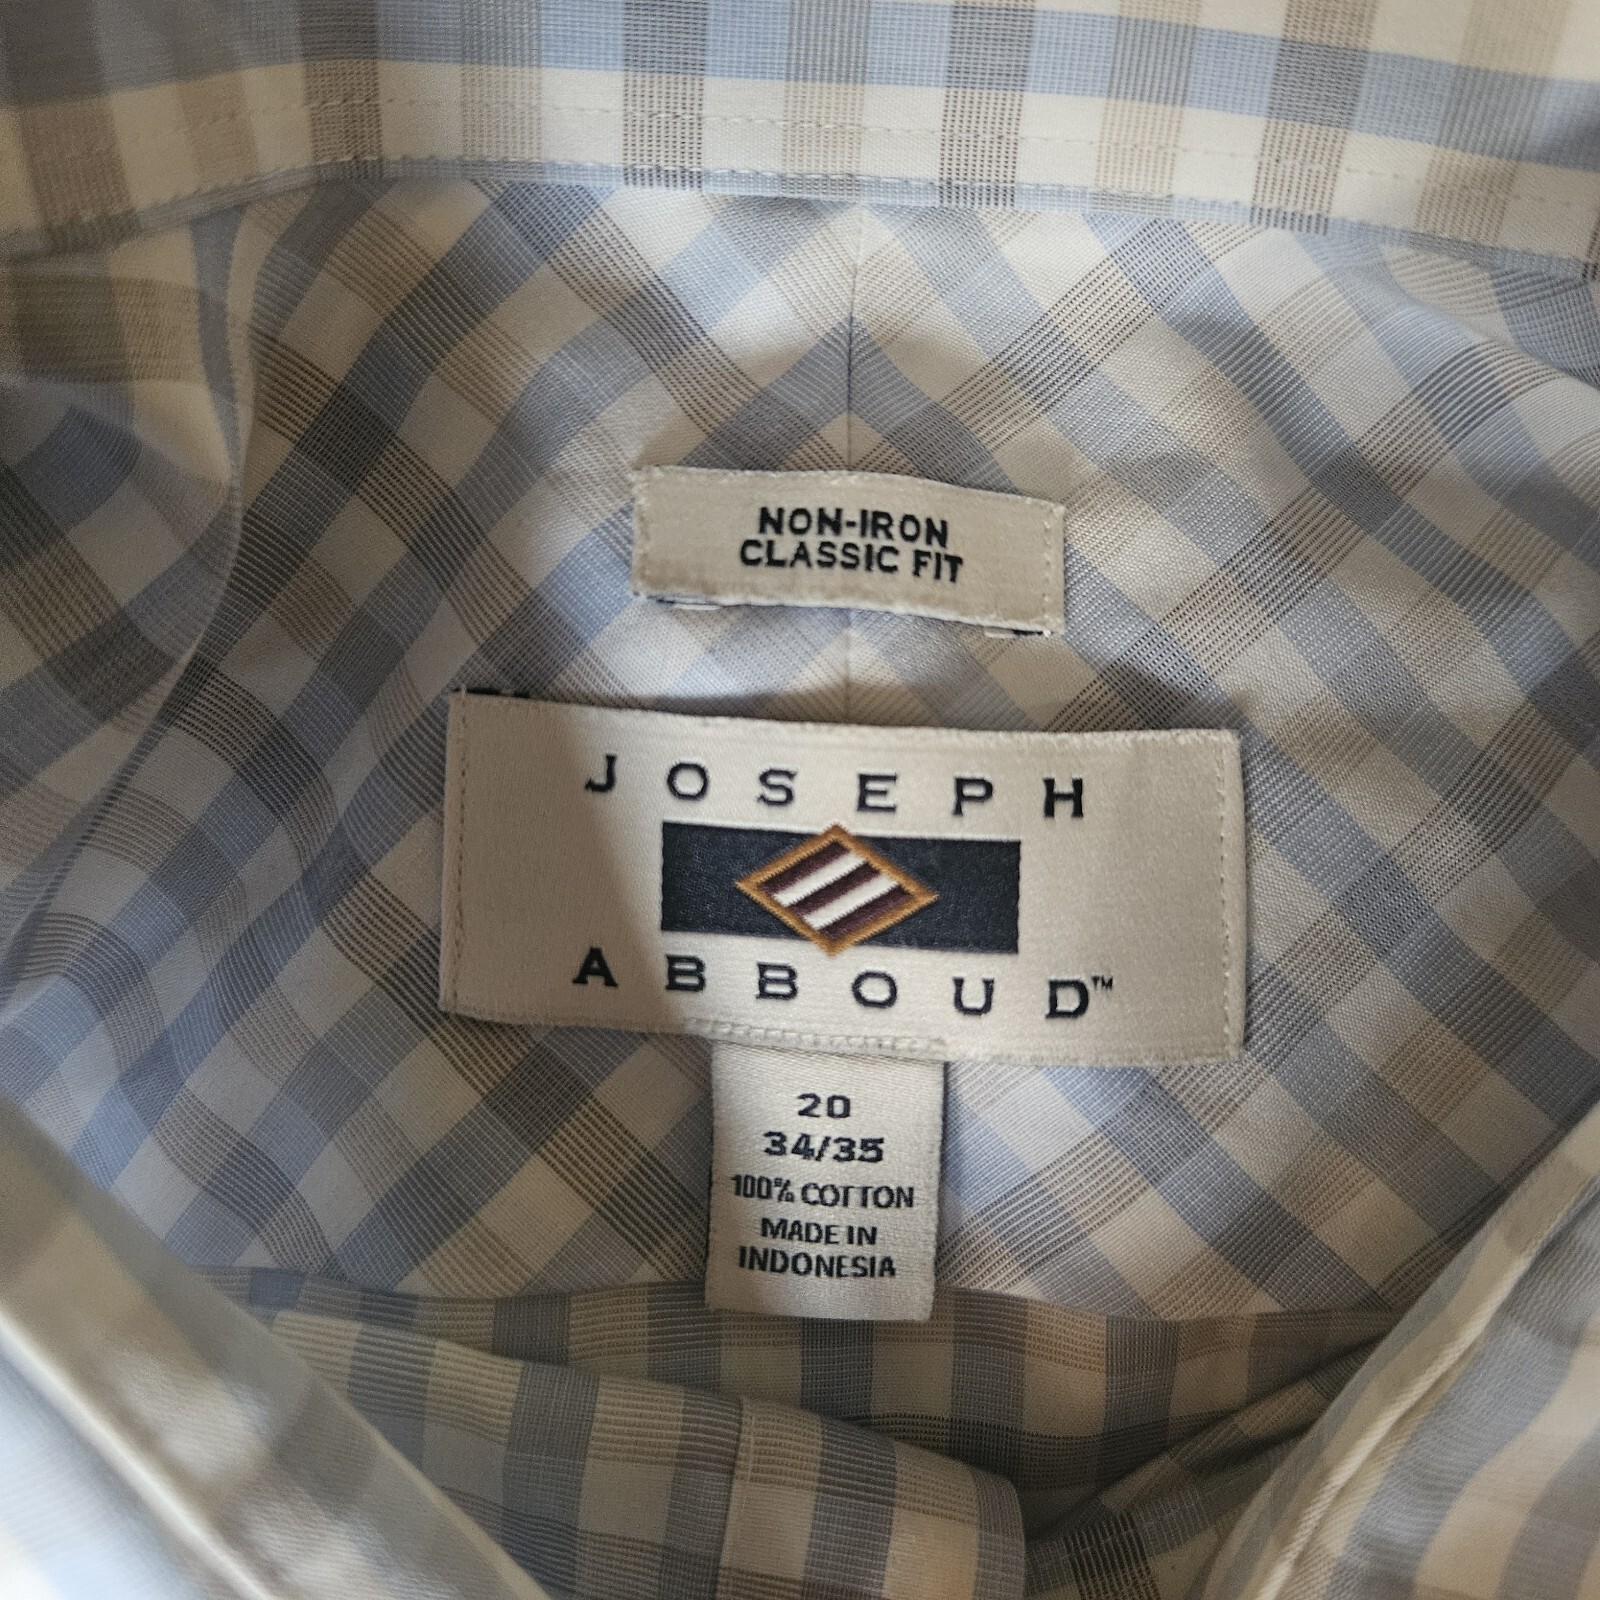 NON-IRON
CLASSIC FIT
JOSEPH
ABBOUD™
20
34/35
100% COTTON
MADE IN
INDONESIA